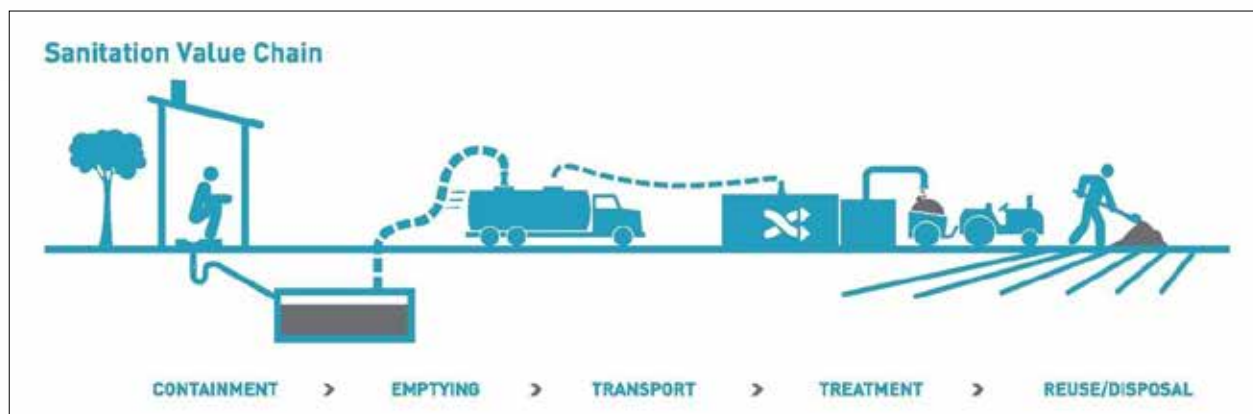 Sanitation Value Chain
CONTAINMENT > EMPTYING > TRANSPORT > TREATMENT > REUSE/DISPOSAL